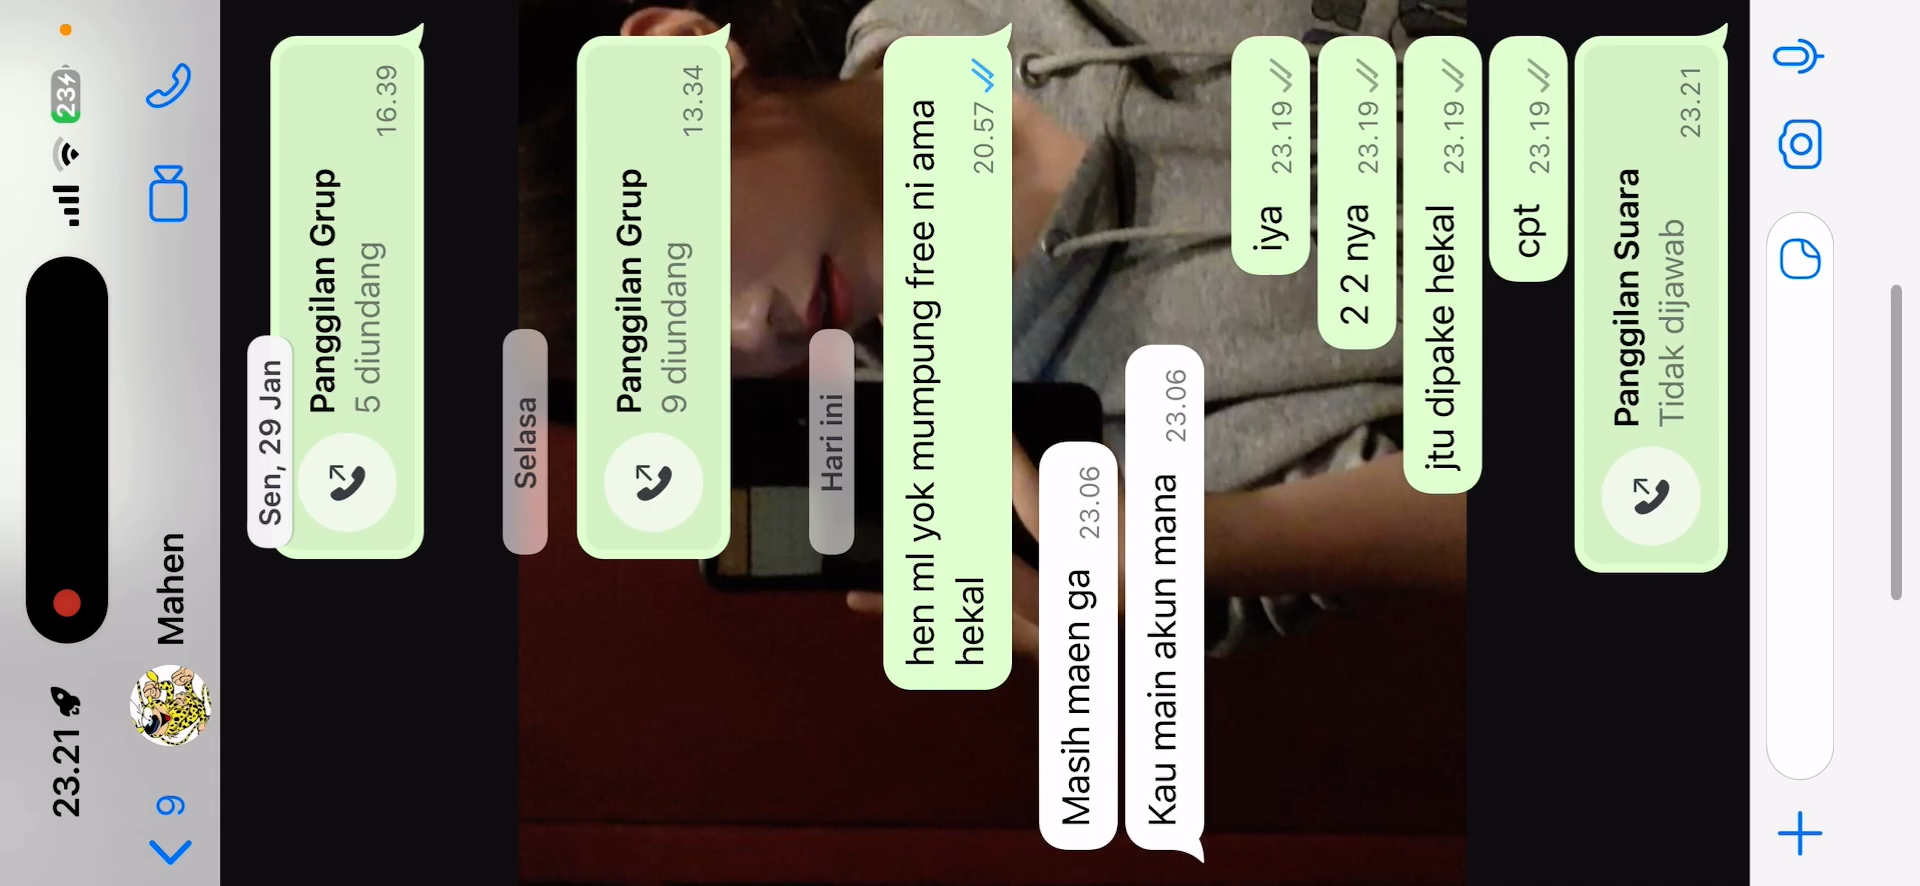 23.21
23
9
Mahen
Sen, 29 Jan
Panggilan Grup
5 diundang
16.39
Selasa
Panggilan Grup
9 diundang
13.34
Hari ini
hen ml yok mumpung free ni ama
hekal
20.57
Masih maen ga 23.06
Kau main akun mana 23.06
iya 23.19
2 2 nya 23.19
jtu dipake hekal 23.19
cpt 23.19
Panggilan Suara
Tidak dijawab
23.21